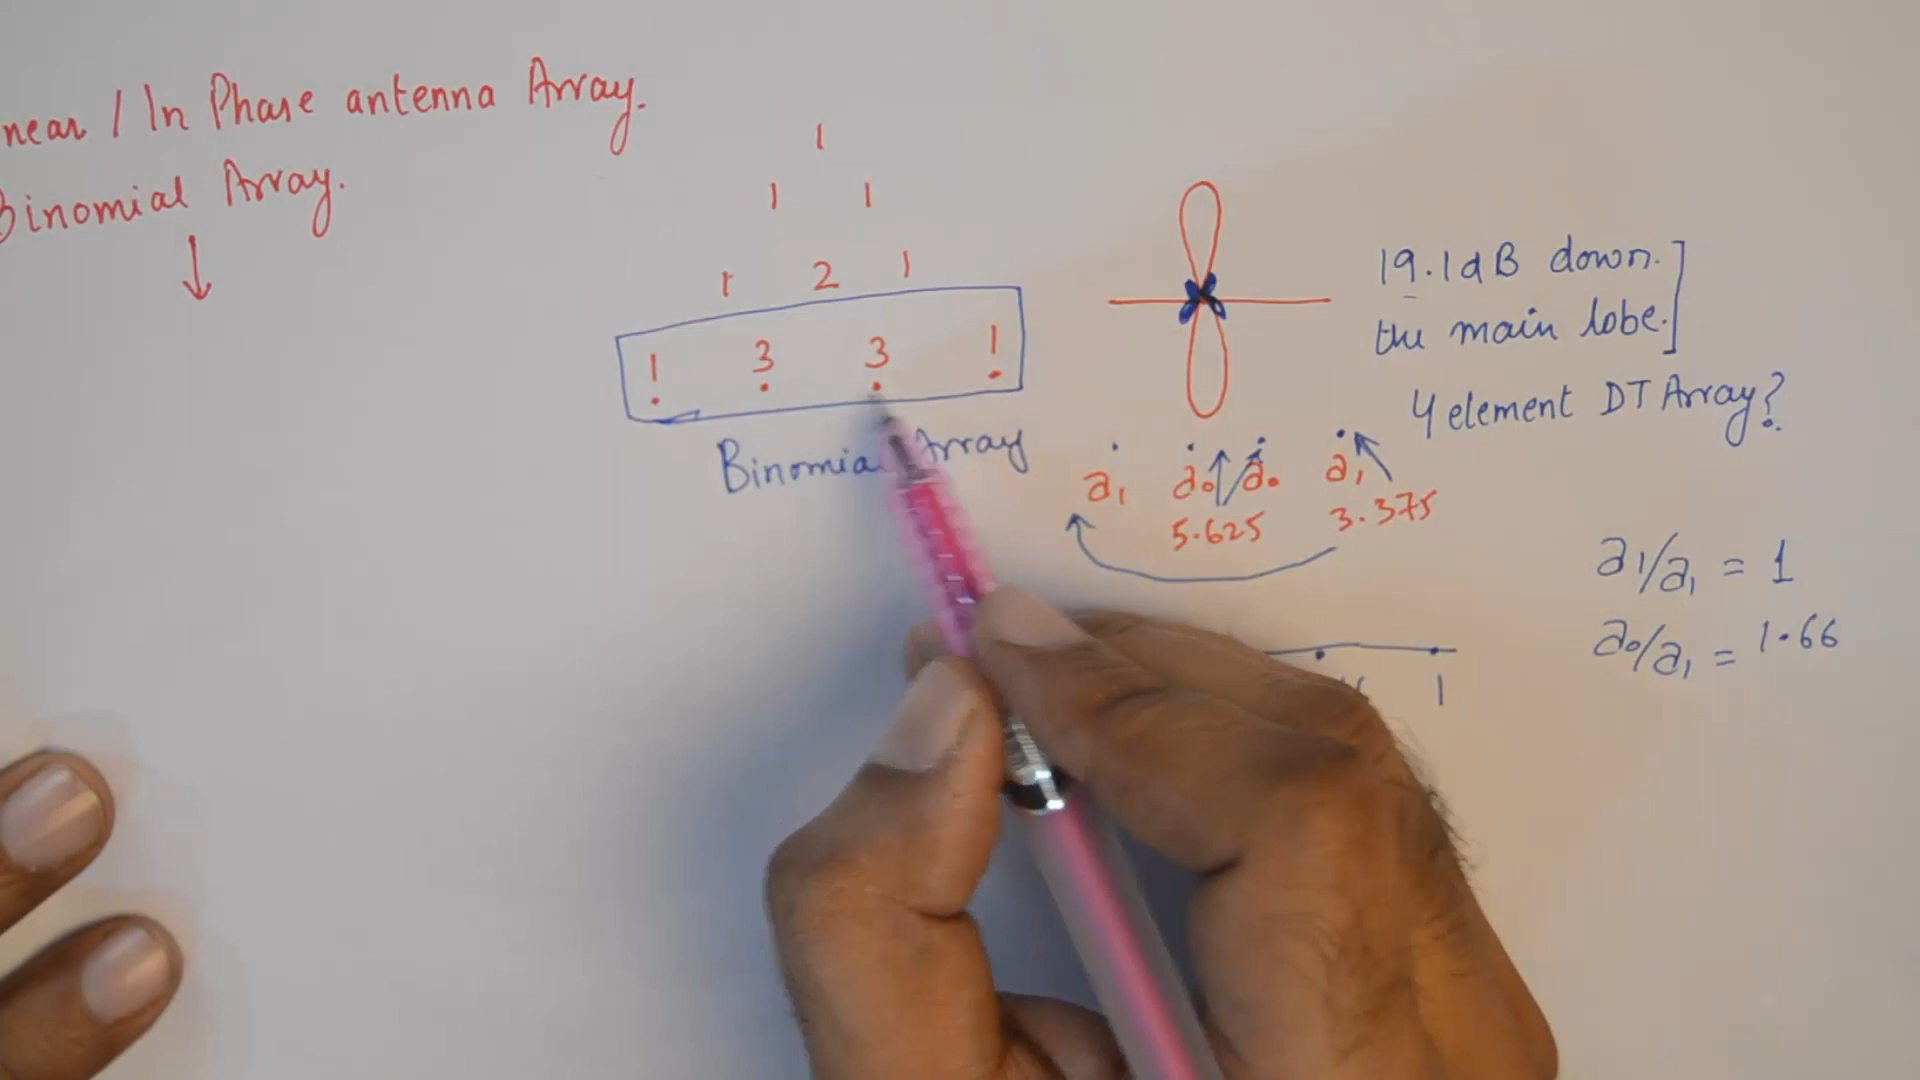 near / In Phase antenna Array.
Binomial Array.
1
1 1
1 2 1
1 3 3 1
Binomial Array
19.1dB down.
the main lobe.
4 element DT Array?
a₁ a₀ a₀ a₁
5.625 3.375
a₁/a₁ = 1
a₀/a₁ = 1.66
1